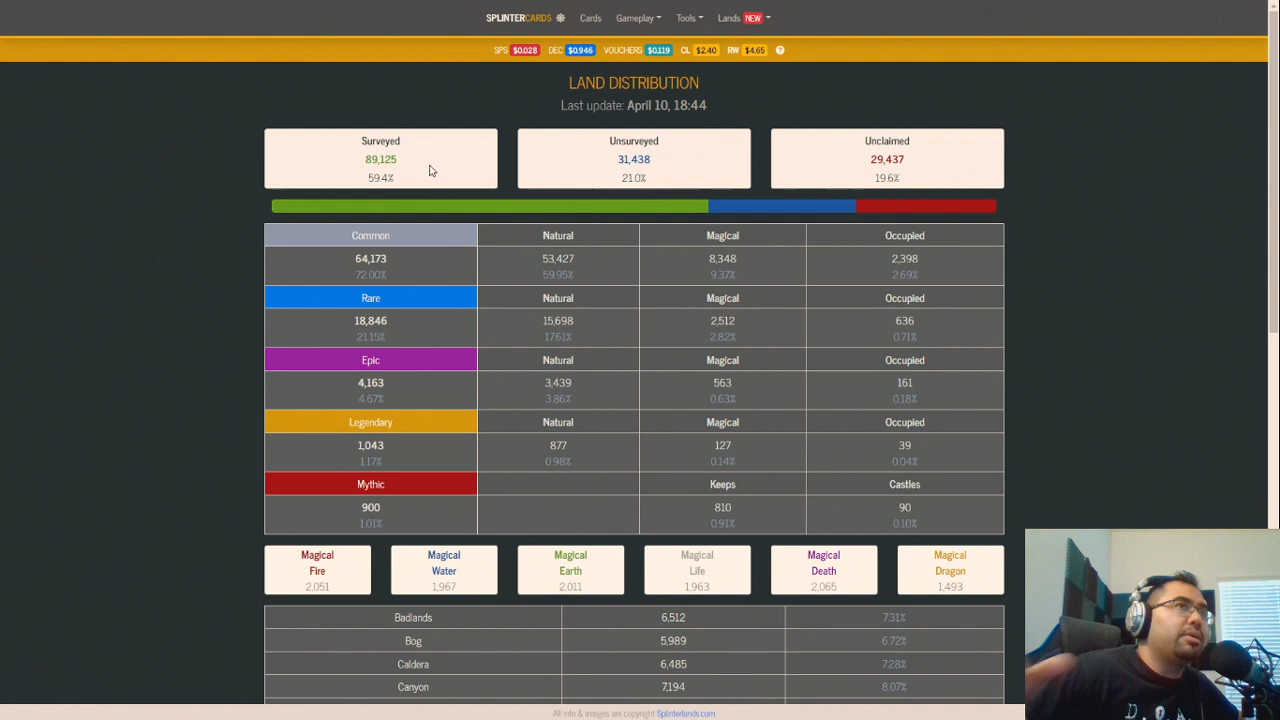 SPLINTERCARDS Cards Gameplay Tools Lands NEW
SPS $0.028 DEC $0.946 VOUCHERS $0.119 CL $2.40 RW $4.65
LAND DISTRIBUTION
Last update: April 10, 18:44
Surveyed Unsurveyed Unclaimed
89,125 31,438 29,437
59.4% 21.0% 19.6%
Common Natural Magical Occupied
64,173 53,427 8,348 2,398
72.00% 59.95% 9.37% 2.69%
Rare Natural Magical Occupied
18,846 15,698 2,512 636
21.15% 17.61% 2.82% 0.71%
Epic Natural Magical Occupied
4,163 3,439 563 161
4.67% 3.86% 0.63% 0.18%
Legendary Natural Magical Occupied
1,043 877 127 39
1.17% 0.98% 0.14% 0.04%
Mythic Keeps Castles
900 810 90
1.01% 0.91% 0.10%
Magical Magical Magical Magical Magical Magical
Fire Water Earth Life Death Dragon
2,051 1,967 2,011 1,963 2,065 1,493
Badlands 6,512 7.31%
Bog 5,989 6.72%
Caldera 6,485 7.28%
Canyon 7,194 8.07%
All info & images are copyright Splinterlands.com